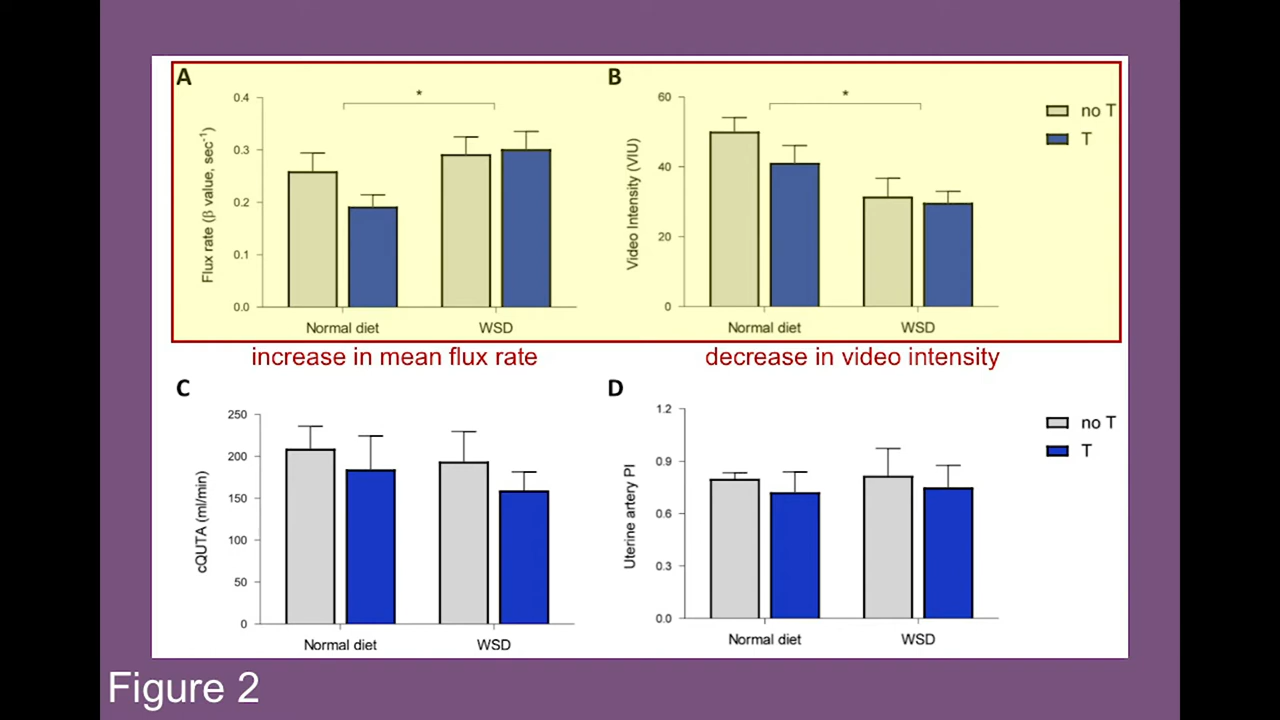 A
B
*
*
0.4
0.3
0.2
0.1
0.0
Flux rate (β value, sec⁻¹)
Normal diet
WSD
60
40
20
0
Video Intensity (VIU)
Normal diet
WSD
no T
T
increase in mean flux rate
decrease in video intensity
C
D
250
200
150
100
50
0
cQUTA (ml/min)
Normal diet
WSD
1.2
0.9
0.6
0.3
0.0
Uterine artery PI
Normal diet
WSD
no T
T
Figure 2